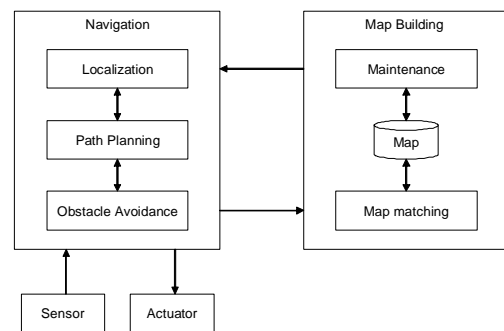 Navigation
Localization
Path Planning
Obstacle Avoidance
Map Building
Maintenance
Map
Map matching
Sensor
Actuator